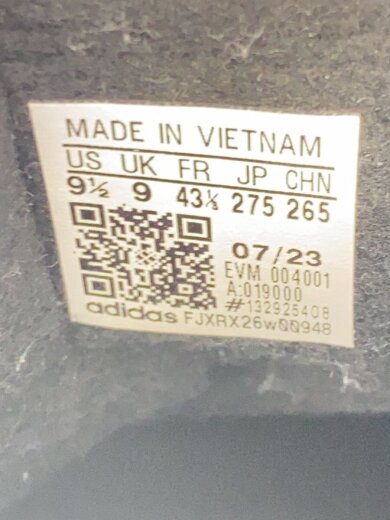 MADE IN VIETNAM
US UK FR JP CHN
9½ 9 43⅓ 275 265
07/23
EVM 004001
A:019000
#132925408
adidas FJXRX26W00948